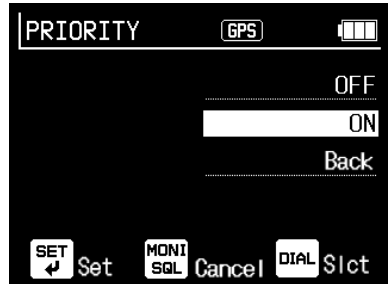 PRIORITY GPS
OFF
ON
Back
SET Set MONI SQL Cancel DIAL Slct